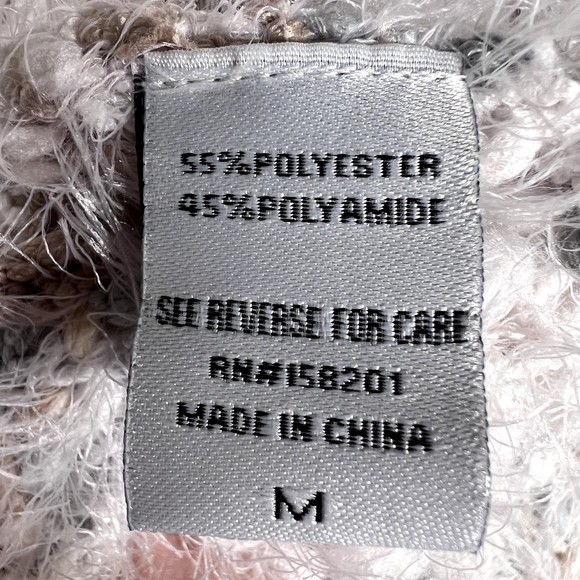 55%POLYESTER
45%POLYAMIDE
SEE REVERSE FOR CARE
RN#158201
MADE IN CHINA
M